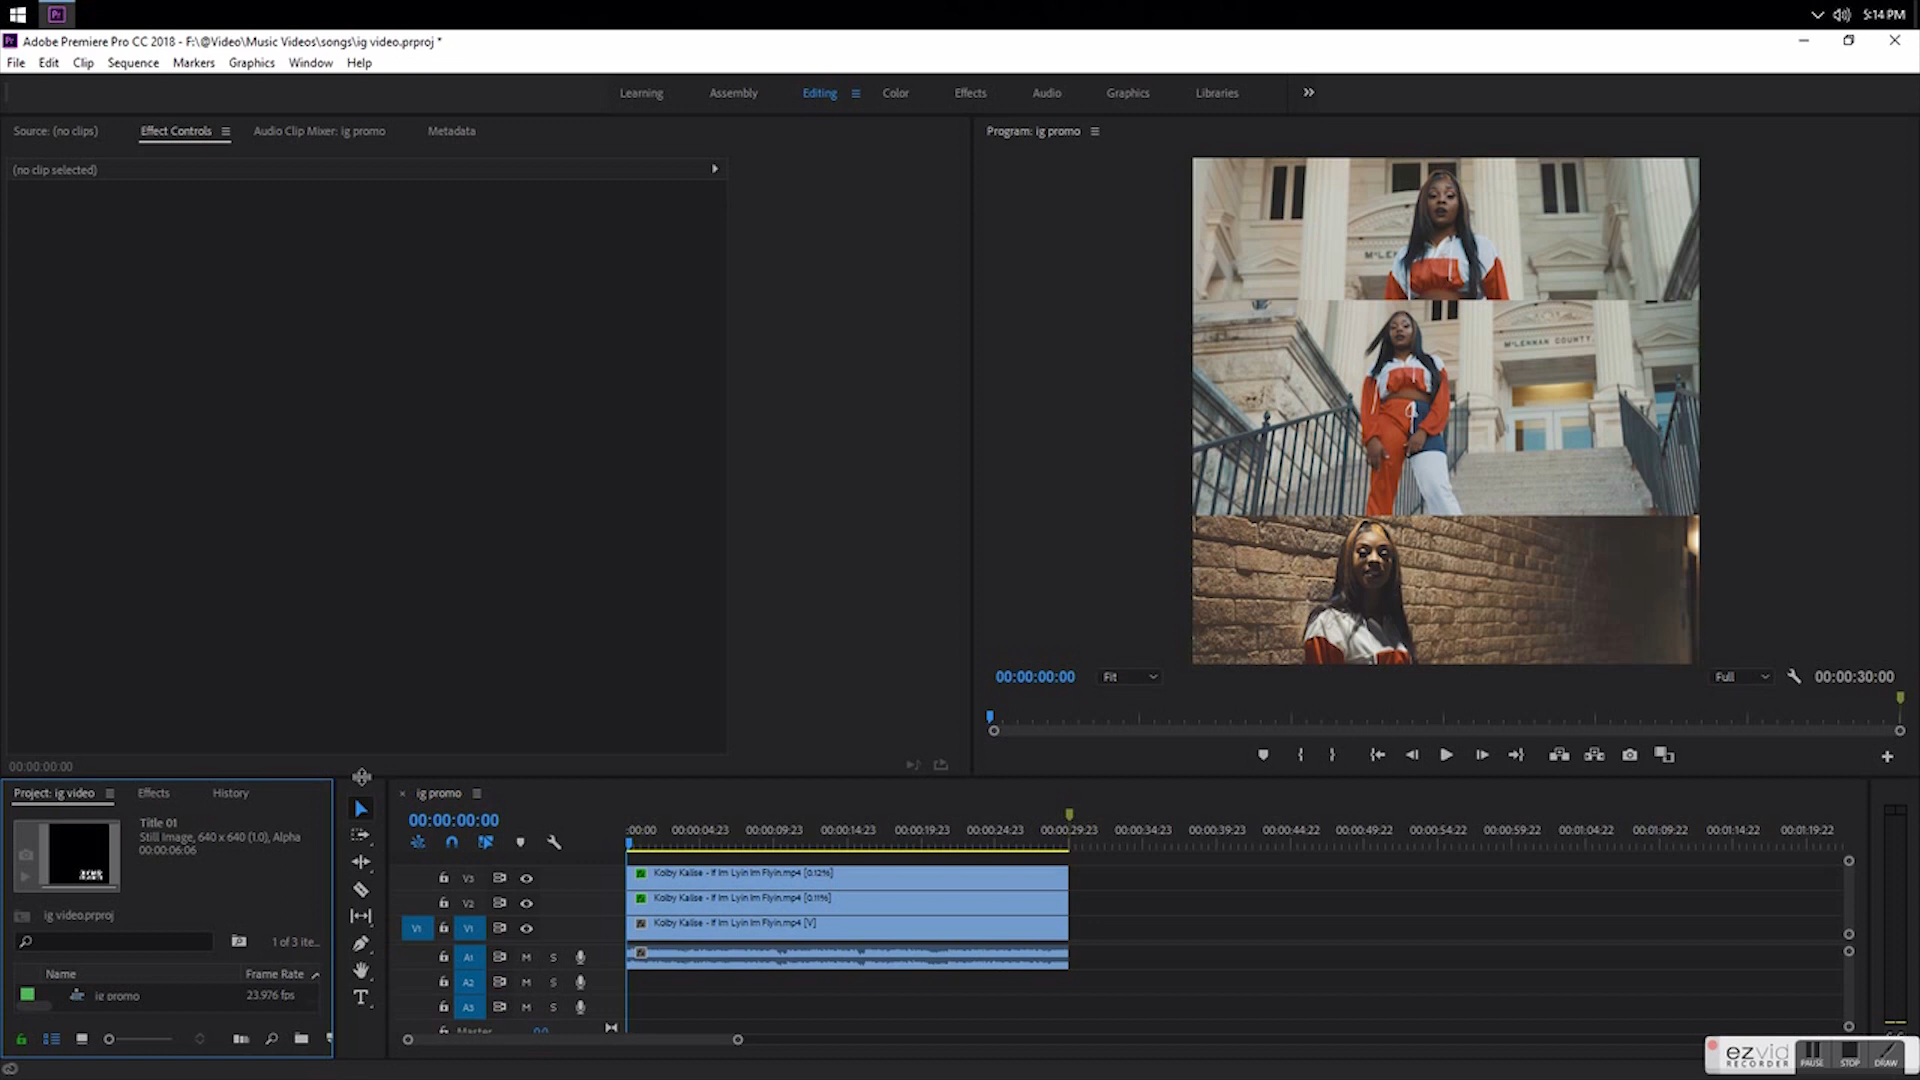 5:14 PM
Adobe Premiere Pro CC 2018 - F:\@Video\Music Videos\songs\ig video.prproj *
File Edit Clip Sequence Markers Graphics Window Help
Learning Assembly Editing Color Effects Audio Graphics Libraries
Source: (no clips) Effect Controls Audio Clip Mixer: ig promo Metadata
Program: ig promo
(no clip selected)
McLENNAN COUNTY
00:00:00:00 Fit Full 00:00:30:00
00:00:00:00
Project: ig video Effects History
ig promo
Title 01
Still Image, 640 x 640 (1.0), Alpha
00:00:06:06
00:00:00:00
:00:00 00:00:04:23 00:00:09:23 00:00:14:23 00:00:19:23 00:00:24:23 00:00:29:23 00:00:34:23 00:00:39:23 00:00:44:22 00:00:49:22 00:00:54:22 00:00:59:22 00:01:04:22 00:01:09:22 00:01:14:22 00:01:19:22
V3 Kolby Kalise - If Im Lyin Im Flyin.mp4 [0.12%]
V2 Kolby Kalise - If Im Lyin Im Flyin.mp4 [0.11%]
V1 V1 Kolby Kalise - If Im Lyin Im Flyin.mp4 [V]
ig video.prproj
1 of 3 ite...
A1 M S
A2 M S
A3 M S
Master 0.0
Name Frame Rate
ig promo 23.976 fps
T
ezvid
RECORDER
PAUSE STOP DRAW